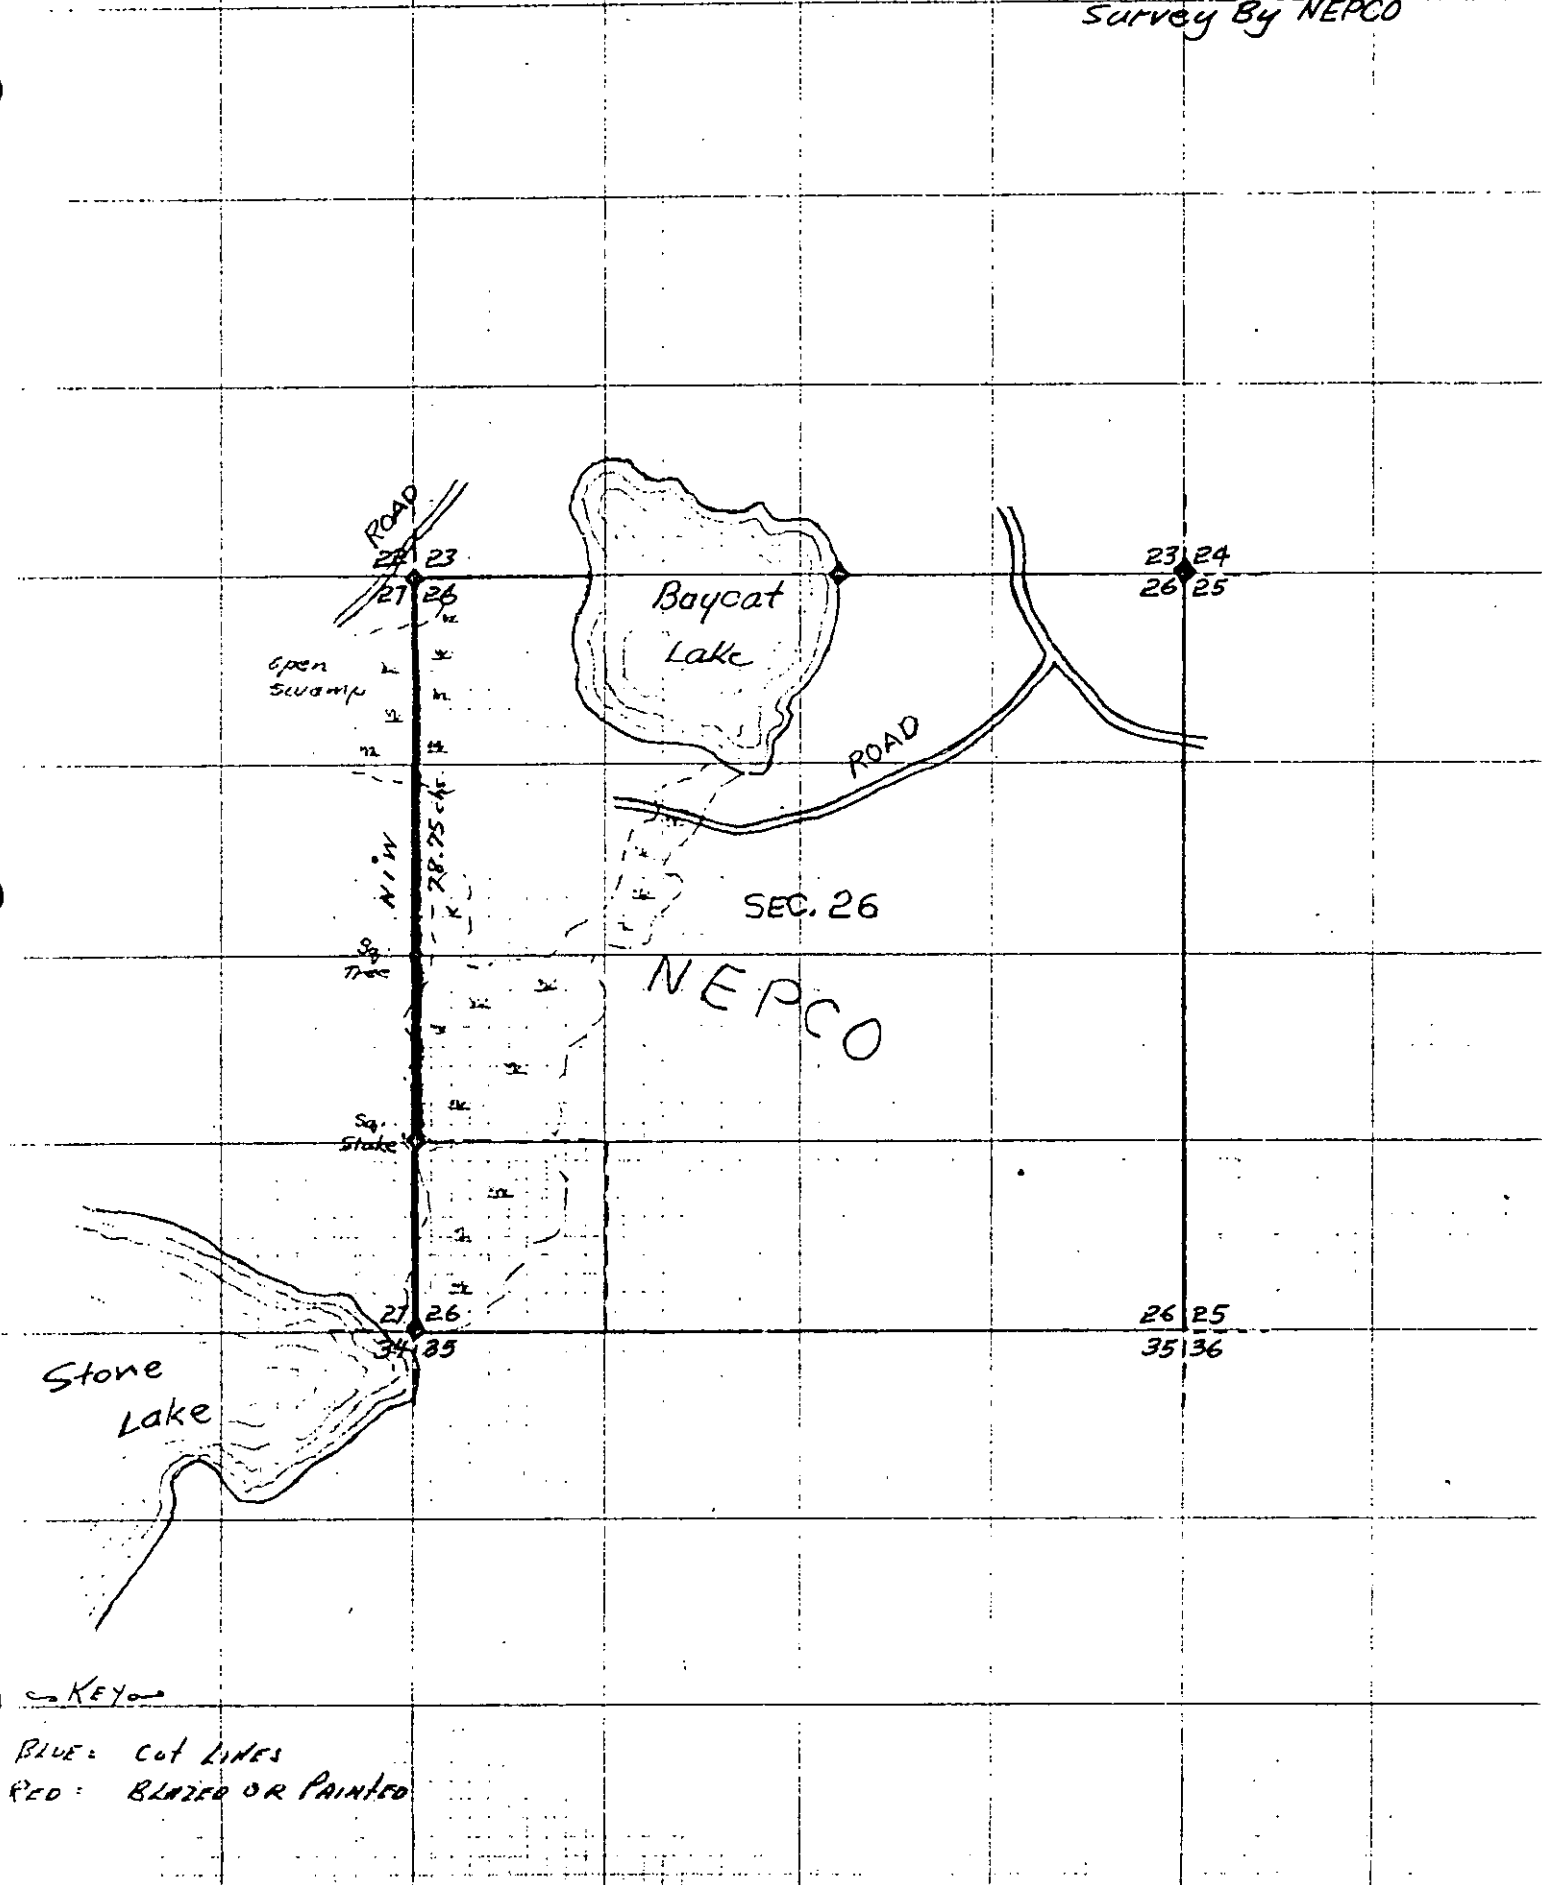 Survey By NEPCO
ROAD
22 23
27 26
23 24
26 25
Baycat
Lake
Open
Swamp
ROAD
28.75 chs.
SEC. 26
Sq.
Tree
NEPCO
Sq.
Stake
27 26
34 35
26 25
35 36
Stone
Lake
KEY
BLUE: Cut LINES
RED: BLAZED OR PAINTED